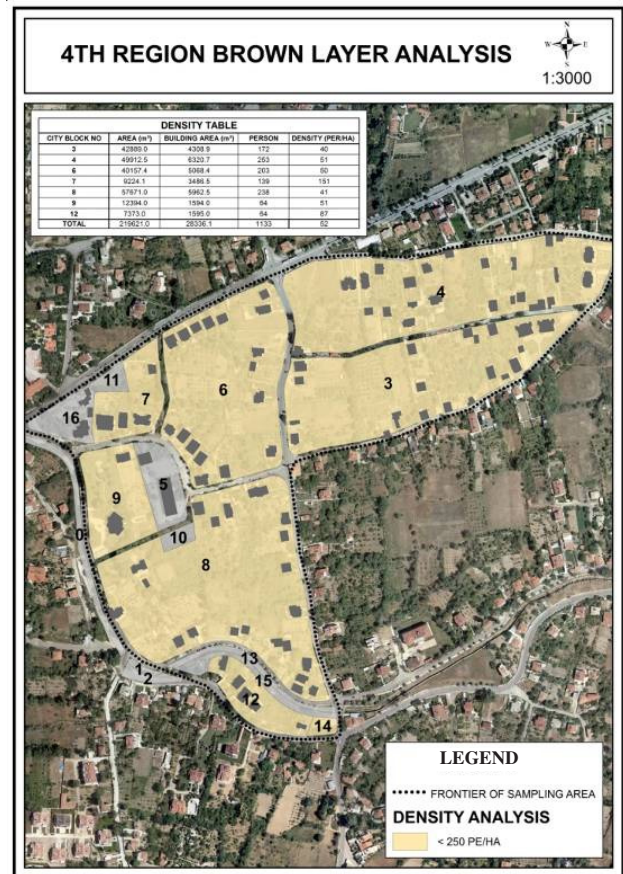 4TH REGION BROWN LAYER ANALYSIS
N
W E
S
1:3000
DENSITY TABLE
CITY BLOCK NO AREA (m²) BUILDING AREA (m²) PERSON DENSITY (PER/HA)
3 42889.0 4308.9 172 40
4 49912.5 6320.7 253 51
6 40157.4 5068.4 203 50
7 9224.1 3486.5 139 151
8 57671.0 5962.5 238 41
9 12394.0 1594.0 64 51
12 7373.0 1595.0 64 87
TOTAL 219621.0 28336.1 1133 52
4
11
6
3
7
16
9
5
0
10
8
1
2
13
15
12
14
LEGEND
FRONTIER OF SAMPLING AREA
DENSITY ANALYSIS
< 250 PE/HA